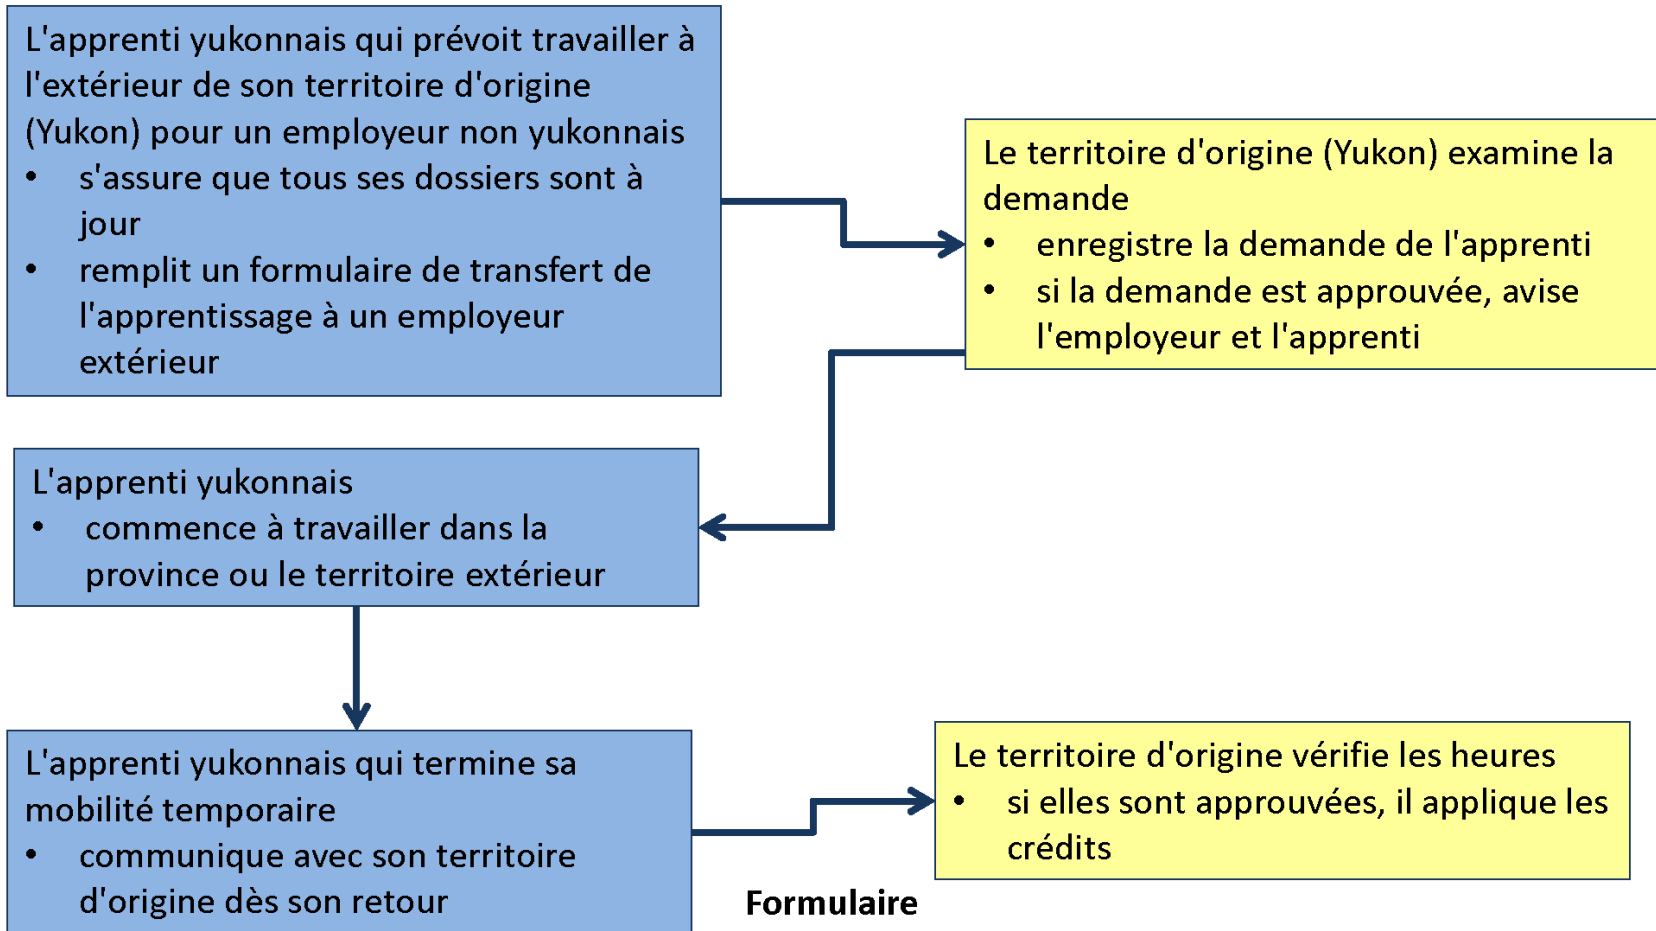 L'apprenti yukonnais qui prévoit travailler à
l'extérieur de son territoire d'origine
(Yukon) pour un employeur non yukonnais
• s'assure que tous ses dossiers sont à
jour
• remplit un formulaire de transfert de
l'apprentissage à un employeur
extérieur
Le territoire d'origine (Yukon) examine la
demande
• enregistre la demande de l'apprenti
• si la demande est approuvée, avise
l'employeur et l'apprenti
L'apprenti yukonnais
• commence à travailler dans la
province ou le territoire extérieur
L'apprenti yukonnais qui termine sa
mobilité temporaire
• communique avec son territoire
d'origine dès son retour
Le territoire d'origine vérifie les heures
• si elles sont approuvées, il applique les
crédits
Formulaire